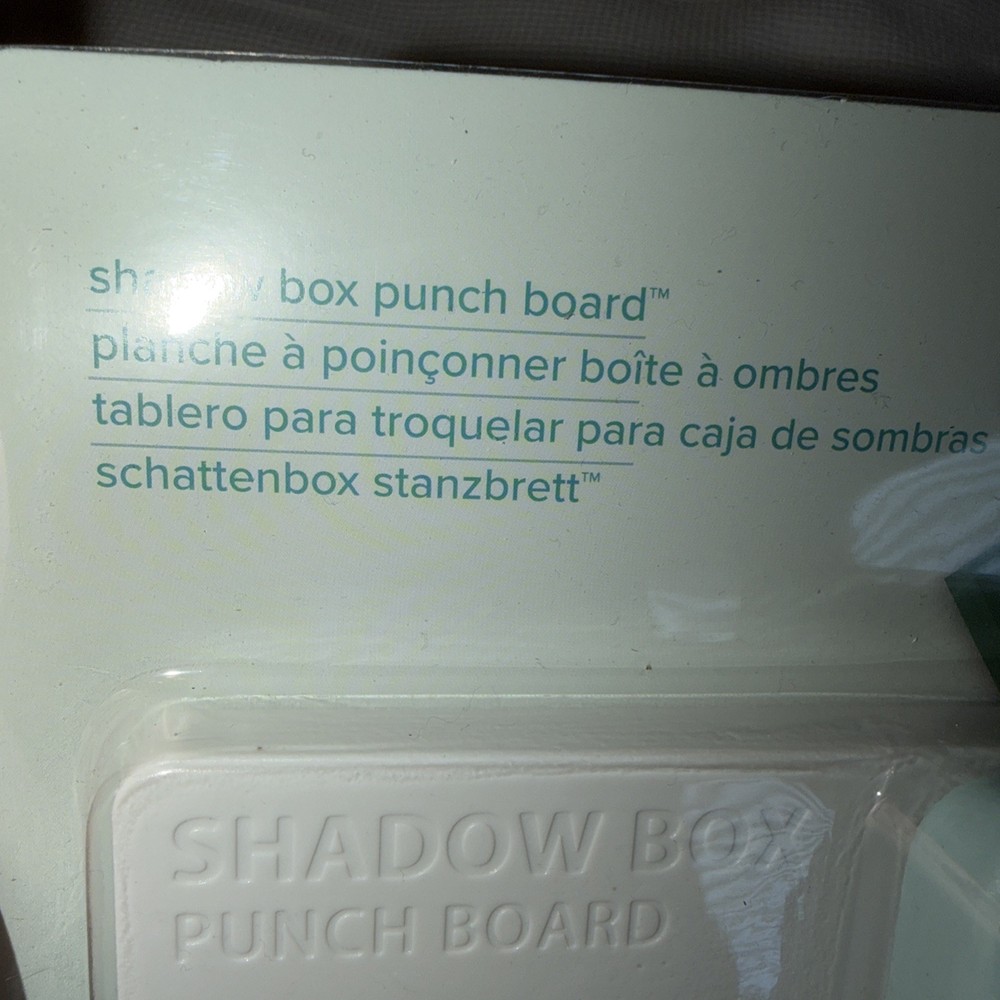 shadow box punch board™
planche à poinçonner boîte à ombres
tablero para troquelar para caja de sombras
schattenbox stanzbrett™
SHADOW BOX
PUNCH BOARD